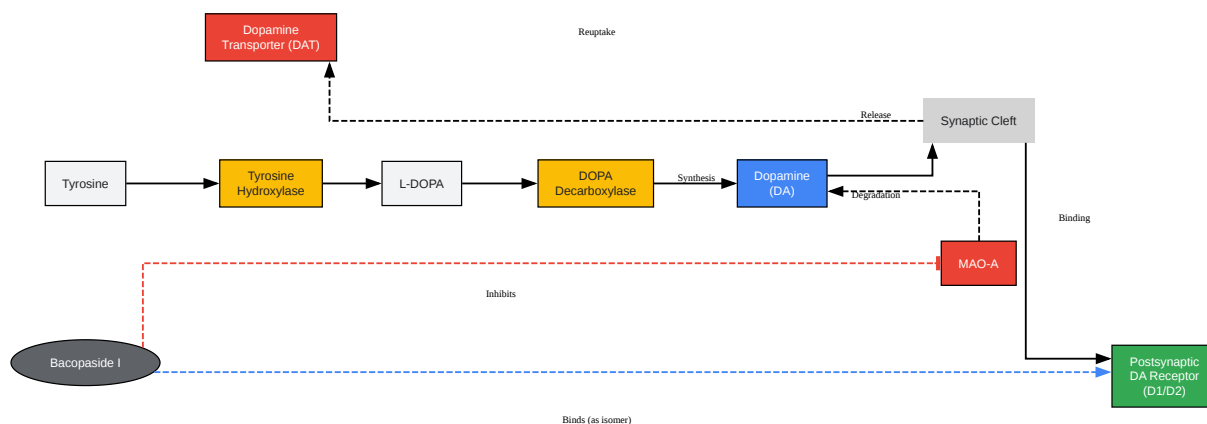 Dopamine
Transporter (DAT)
Reuptake
Release
Synaptic Cleft
Tyrosine
Tyrosine
Hydroxylase
L-DOPA
DOPA
Decarboxylase
Synthesis
Dopamine
(DA)
Degradation
Binding
MAO-A
Inhibits
Bacopaside I
Postsynaptic
DA Receptor
(D1/D2)
Binds (as isomer)